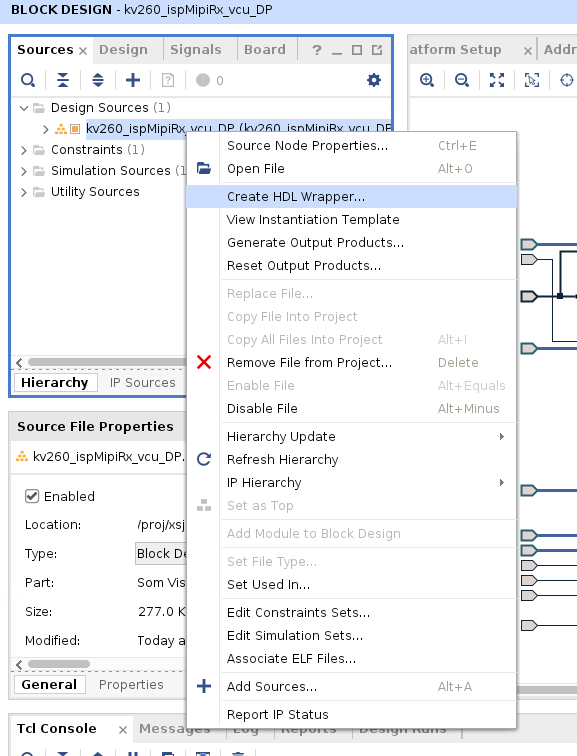 BLOCK DESIGN - kv260_ispMipiRx_vcu_DP
Sources × Design Signals Board ?
atform Setup × Addr
0
Design Sources (1)
kv260_ispMipiRx_vcu_DP (kv260_ispMipiRx_vcu_DP
Constraints (1)
Simulation Sources (1
Utility Sources
Hierarchy IP Sources
Source Node Properties... Ctrl+E
Open File Alt+O
Create HDL Wrapper...
View Instantiation Template
Generate Output Products...
Reset Output Products...
Replace File...
Copy File Into Project
Copy All Files Into Project Alt+I
Remove File from Project... Delete
Enable File Alt+Equals
Disable File Alt+Minus
Hierarchy Update
Refresh Hierarchy
IP Hierarchy
Set as Top
Add Module to Block Design
Set File Type...
Set Used In...
Edit Constraints Sets...
Edit Simulation Sets...
Associate ELF Files...
Add Sources... Alt+A
Report IP Status
Source File Properties
kv260_ispMipiRx_vcu_DP.
Enabled
Location: /proj/xsj
Type: Block De
Part: Som Vis
Size: 277.0 K
Modified: Today a
General Properties
Tcl Console × Messages Log Reports Design Runs